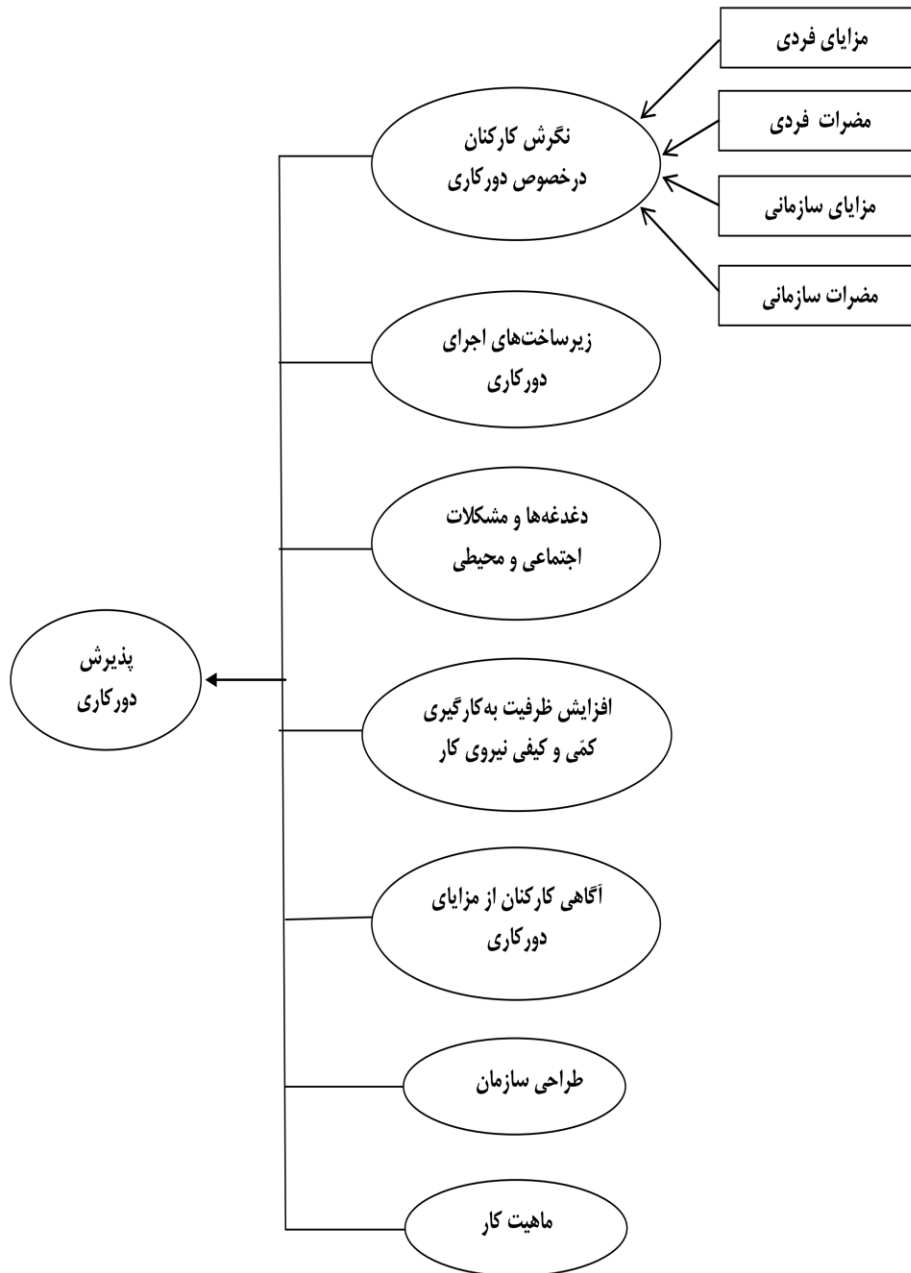 مزایای فردی
مضرات فردی
مزایای سازمانی
مضرات سازمانی
نگرش کارکنان
درخصوص دورکاری
زیرساخت‌های اجرای
دورکاری
دغدغه‌ها و مشکلات
اجتماعی و محیطی
افزایش ظرفیت به‌کارگیری
کمّی و کیفی نیروی کار
آگاهی کارکنان از مزایای
دورکاری
طراحی سازمان
ماهیت کار
پذیرش
دورکاری